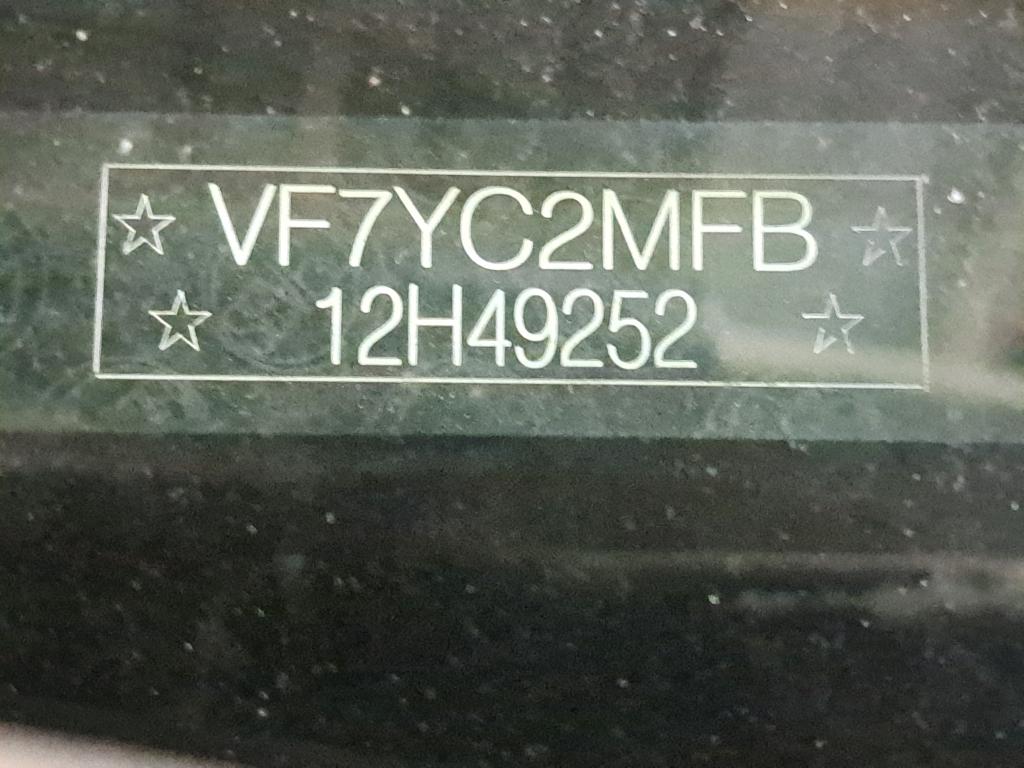 ☆ VF7YC2MFB ☆
☆ 12H49252 ☆